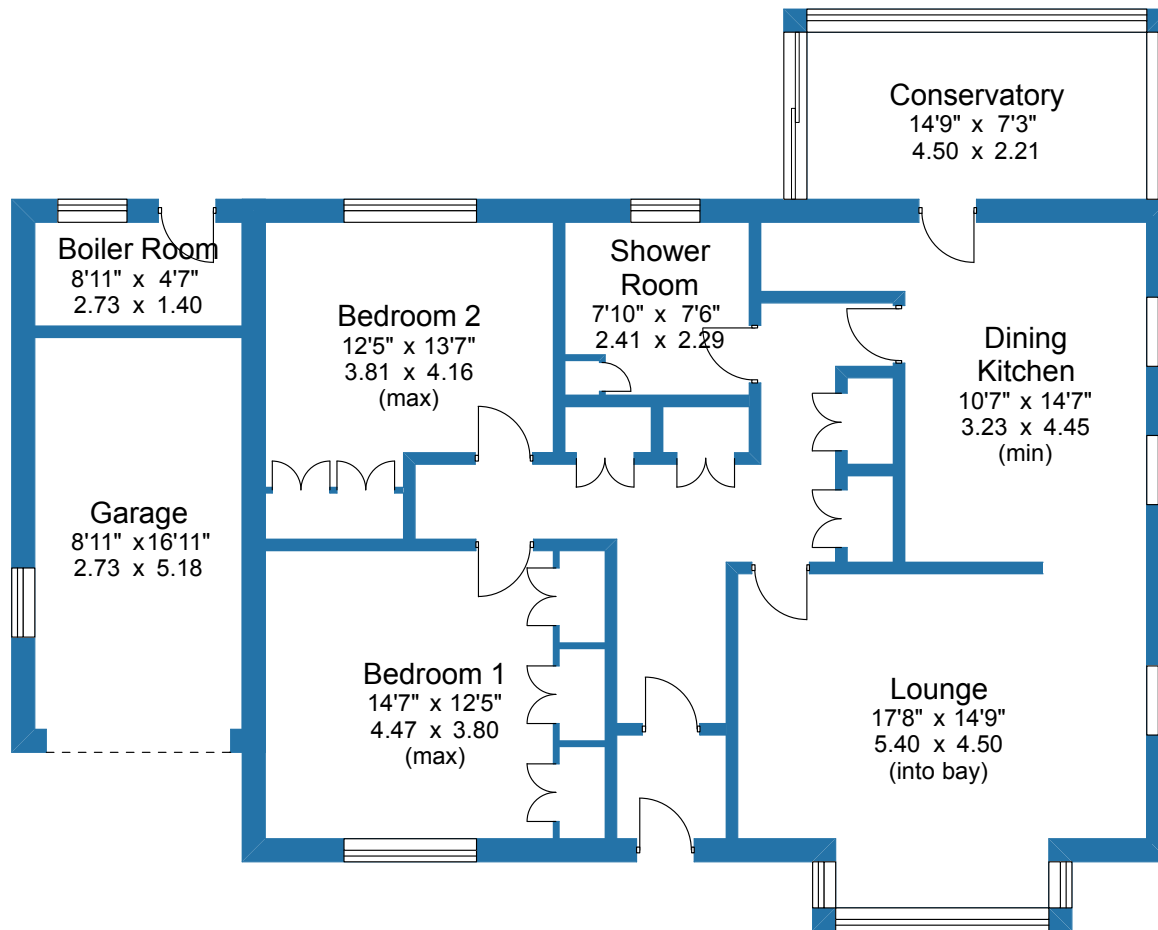 Conservatory
14'9" x 7'3"
4.50 x 2.21
Boiler Room
8'11" x 4'7"
2.73 x 1.40
Bedroom 2
12'5" x 13'7"
3.81 x 4.16
(max)
Shower
Room
7'10" x 7'6"
2.41 x 2.29
Dining
Kitchen
10'7" x 14'7"
3.23 x 4.45
(min)
Garage
8'11" x16'11"
2.73 x 5.18
Bedroom 1
14'7" x 12'5"
4.47 x 3.80
(max)
Lounge
17'8" x 14'9"
5.40 x 4.50
(into bay)